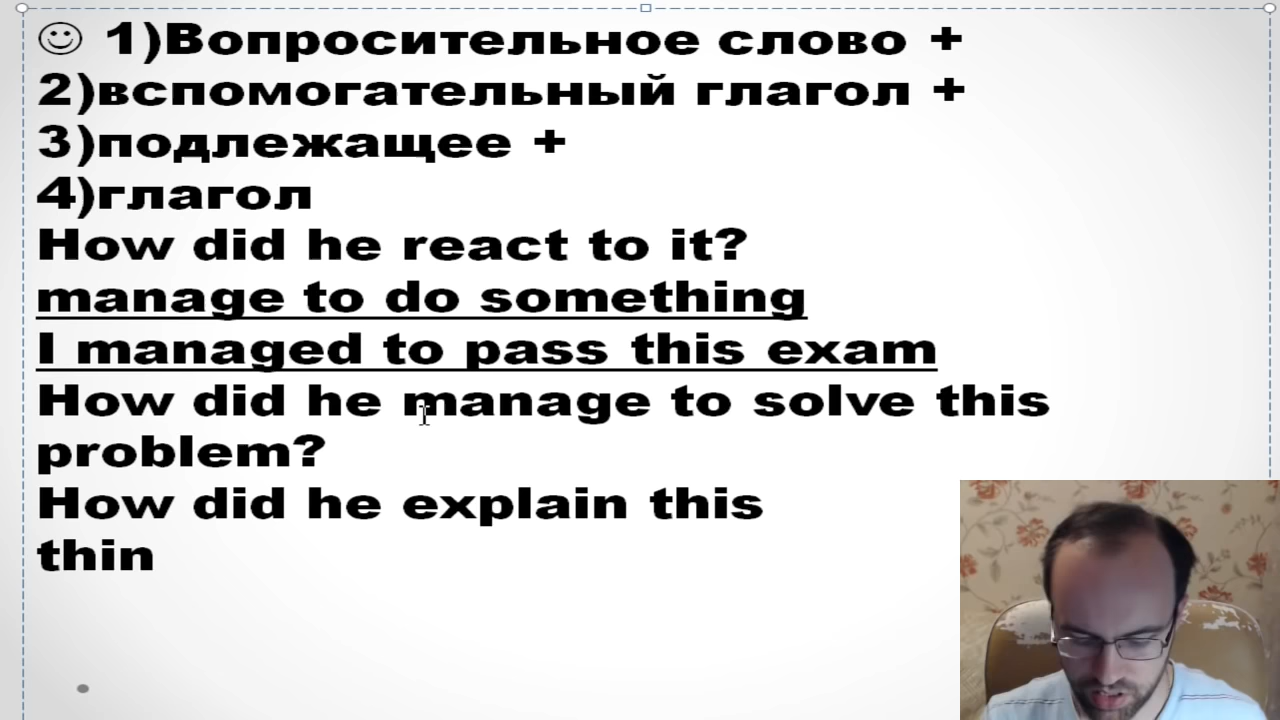 ☺ 1)Вопросительное слово +
2)вспомогательный глагол +
3)подлежащее +
4)глагол
How did he react to it?
manage to do something
I managed to pass this exam
How did he manage to solve this
problem?
How did he explain this
thin